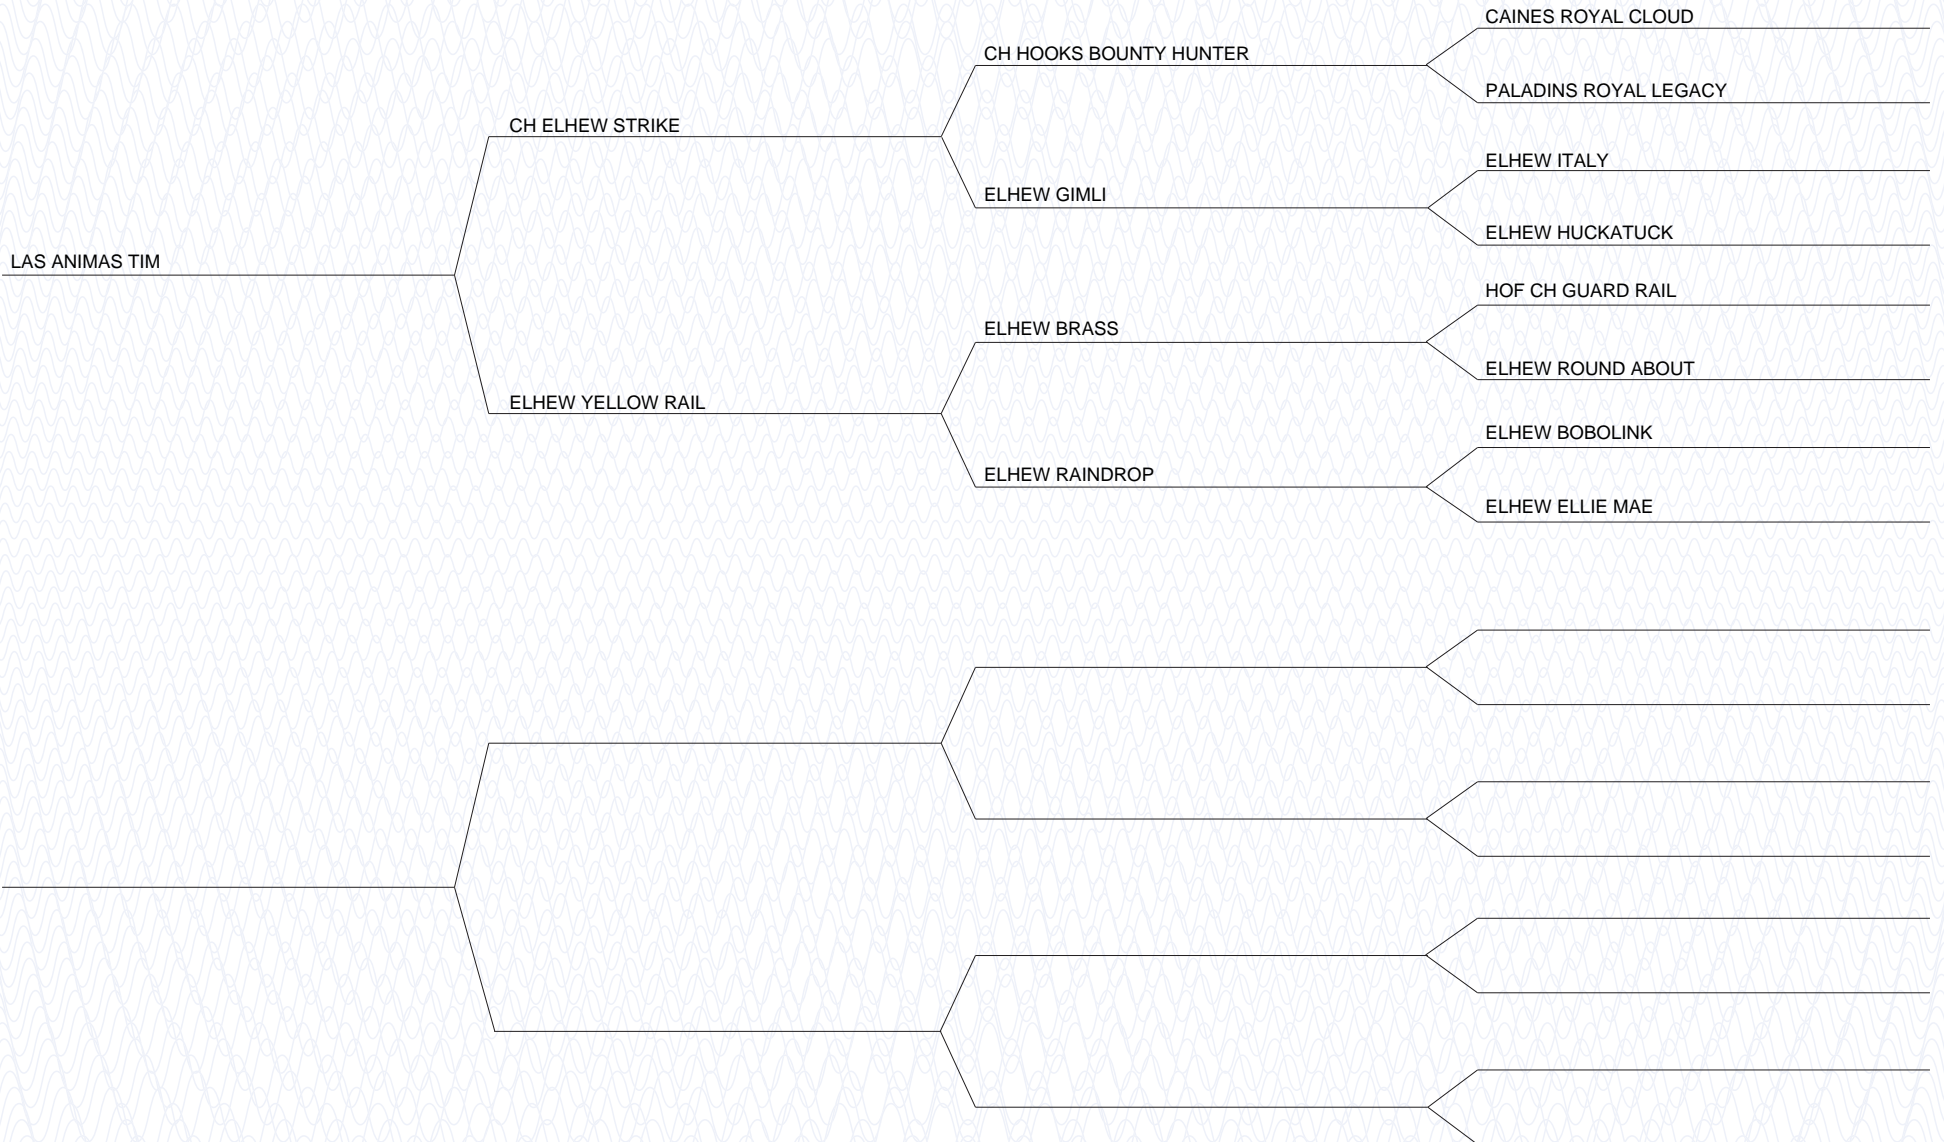 CAINES ROYAL CLOUD
CH HOOKS BOUNTY HUNTER
PALADINS ROYAL LEGACY
CH ELHEW STRIKE
ELHEW ITALY
ELHEW GIMLI
ELHEW HUCKATUCK
LAS ANIMAS TIM
HOF CH GUARD RAIL
ELHEW BRASS
ELHEW ROUND ABOUT
ELHEW YELLOW RAIL
ELHEW BOBOLINK
ELHEW RAINDROP
ELHEW ELLIE MAE